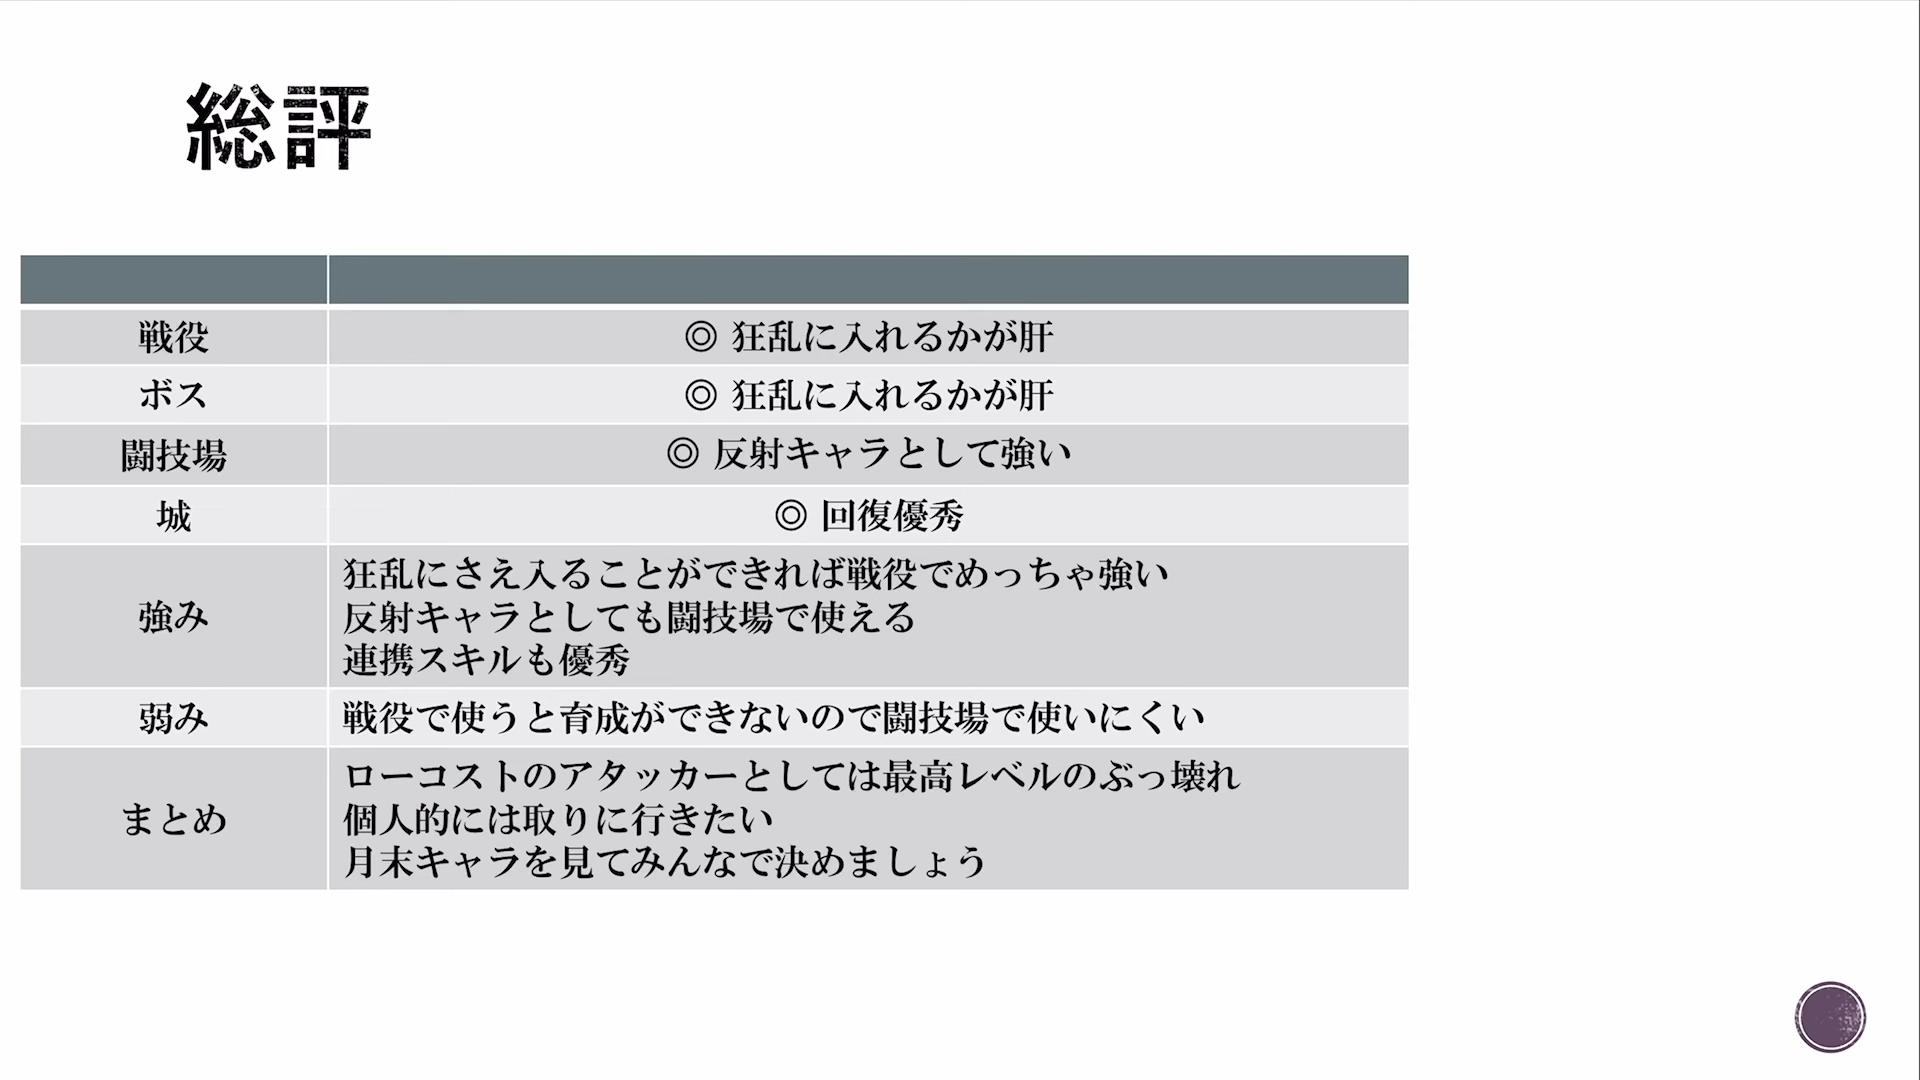 総評
戦役
◎ 狂乱に入れるかが肝
ボス
◎ 狂乱に入れるかが肝
闘技場
◎ 反射キャラとして強い
城
◎ 回復優秀
強み
狂乱にさえ入ることができれば戦役でめっちゃ強い
反射キャラとしても闘技場で使える
連携スキルも優秀
弱み
戦役で使うと育成ができないので闘技場で使いにくい
まとめ
ローコストのアタッカーとしては最高レベルのぶっ壊れ
個人的には取りに行きたい
月末キャラを見てみんなで決めましょう